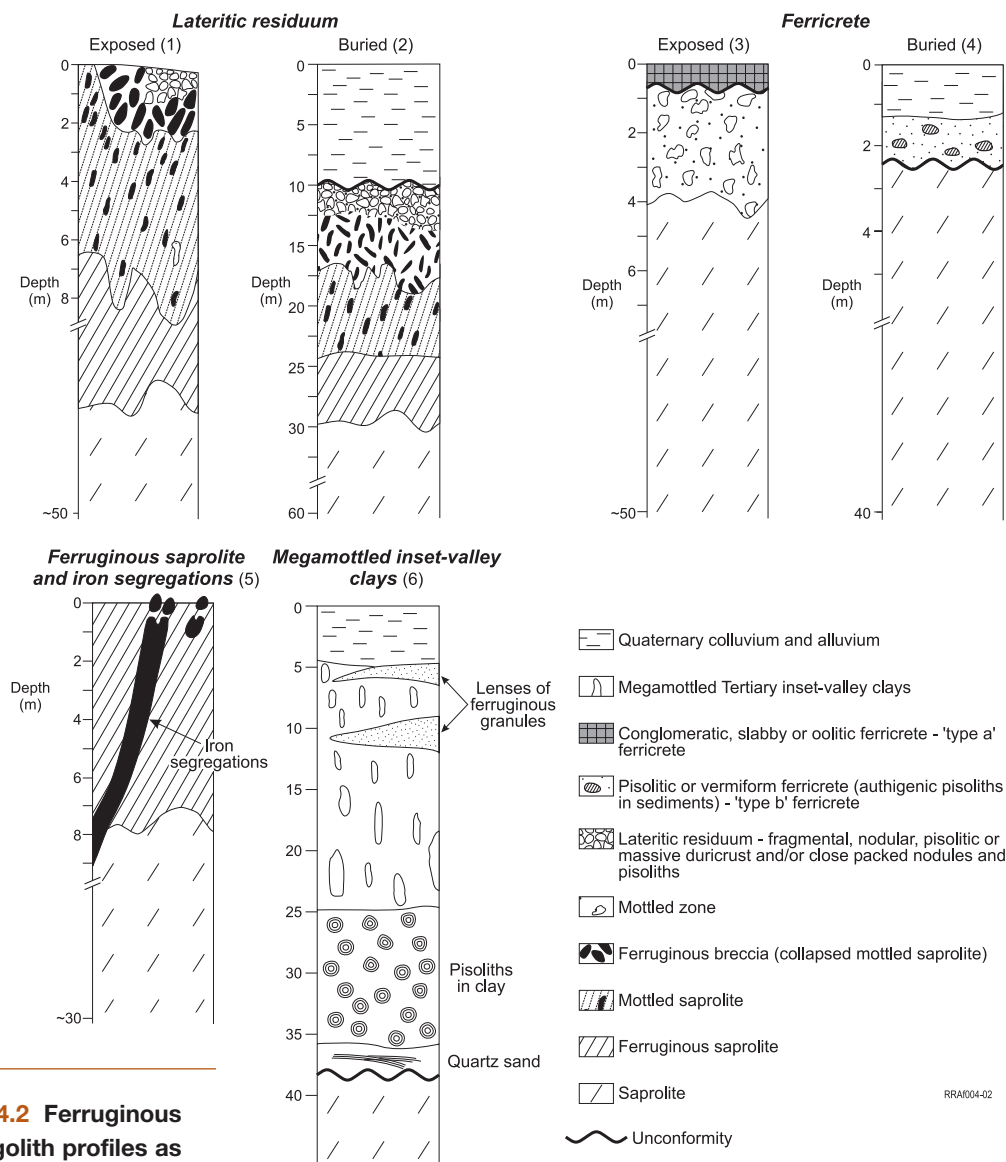 Lateritic residuum
Exposed (1)
Buried (2)
0
2
4
6
8
~50
Depth
(m)
0
5
10
15
20
25
30
60
Depth
(m)
Ferricrete
Exposed (3)
Buried (4)
0
2
4
6
~50
Depth
(m)
0
2
4
40
Depth
(m)
Ferruginous saprolite
and iron segregations (5)
0
2
4
6
8
~30
Depth
(m)
Iron
segregations
Megamottled inset-valley
clays (6)
0
5
10
15
20
25
30
35
40
Lenses of
ferruginous
granules
Pisoliths
in clay
Quartz sand
Quaternary colluvium and alluvium
Megamottled Tertiary inset-valley clays
Conglomeratic, slabby or oolitic ferricrete - 'type a'
ferricrete
Pisolitic or vermiform ferricrete (authigenic pisoliths
in sediments) - 'type b' ferricrete
Lateritic residuum - fragmental, nodular, pisolitic or
massive duricrust and/or close packed nodules and
pisoliths
Mottled zone
Ferruginous breccia (collapsed mottled saprolite)
Mottled saprolite
Ferruginous saprolite
Saprolite
Unconformity
RRAf004-02
4.2 Ferruginous
golith profiles as